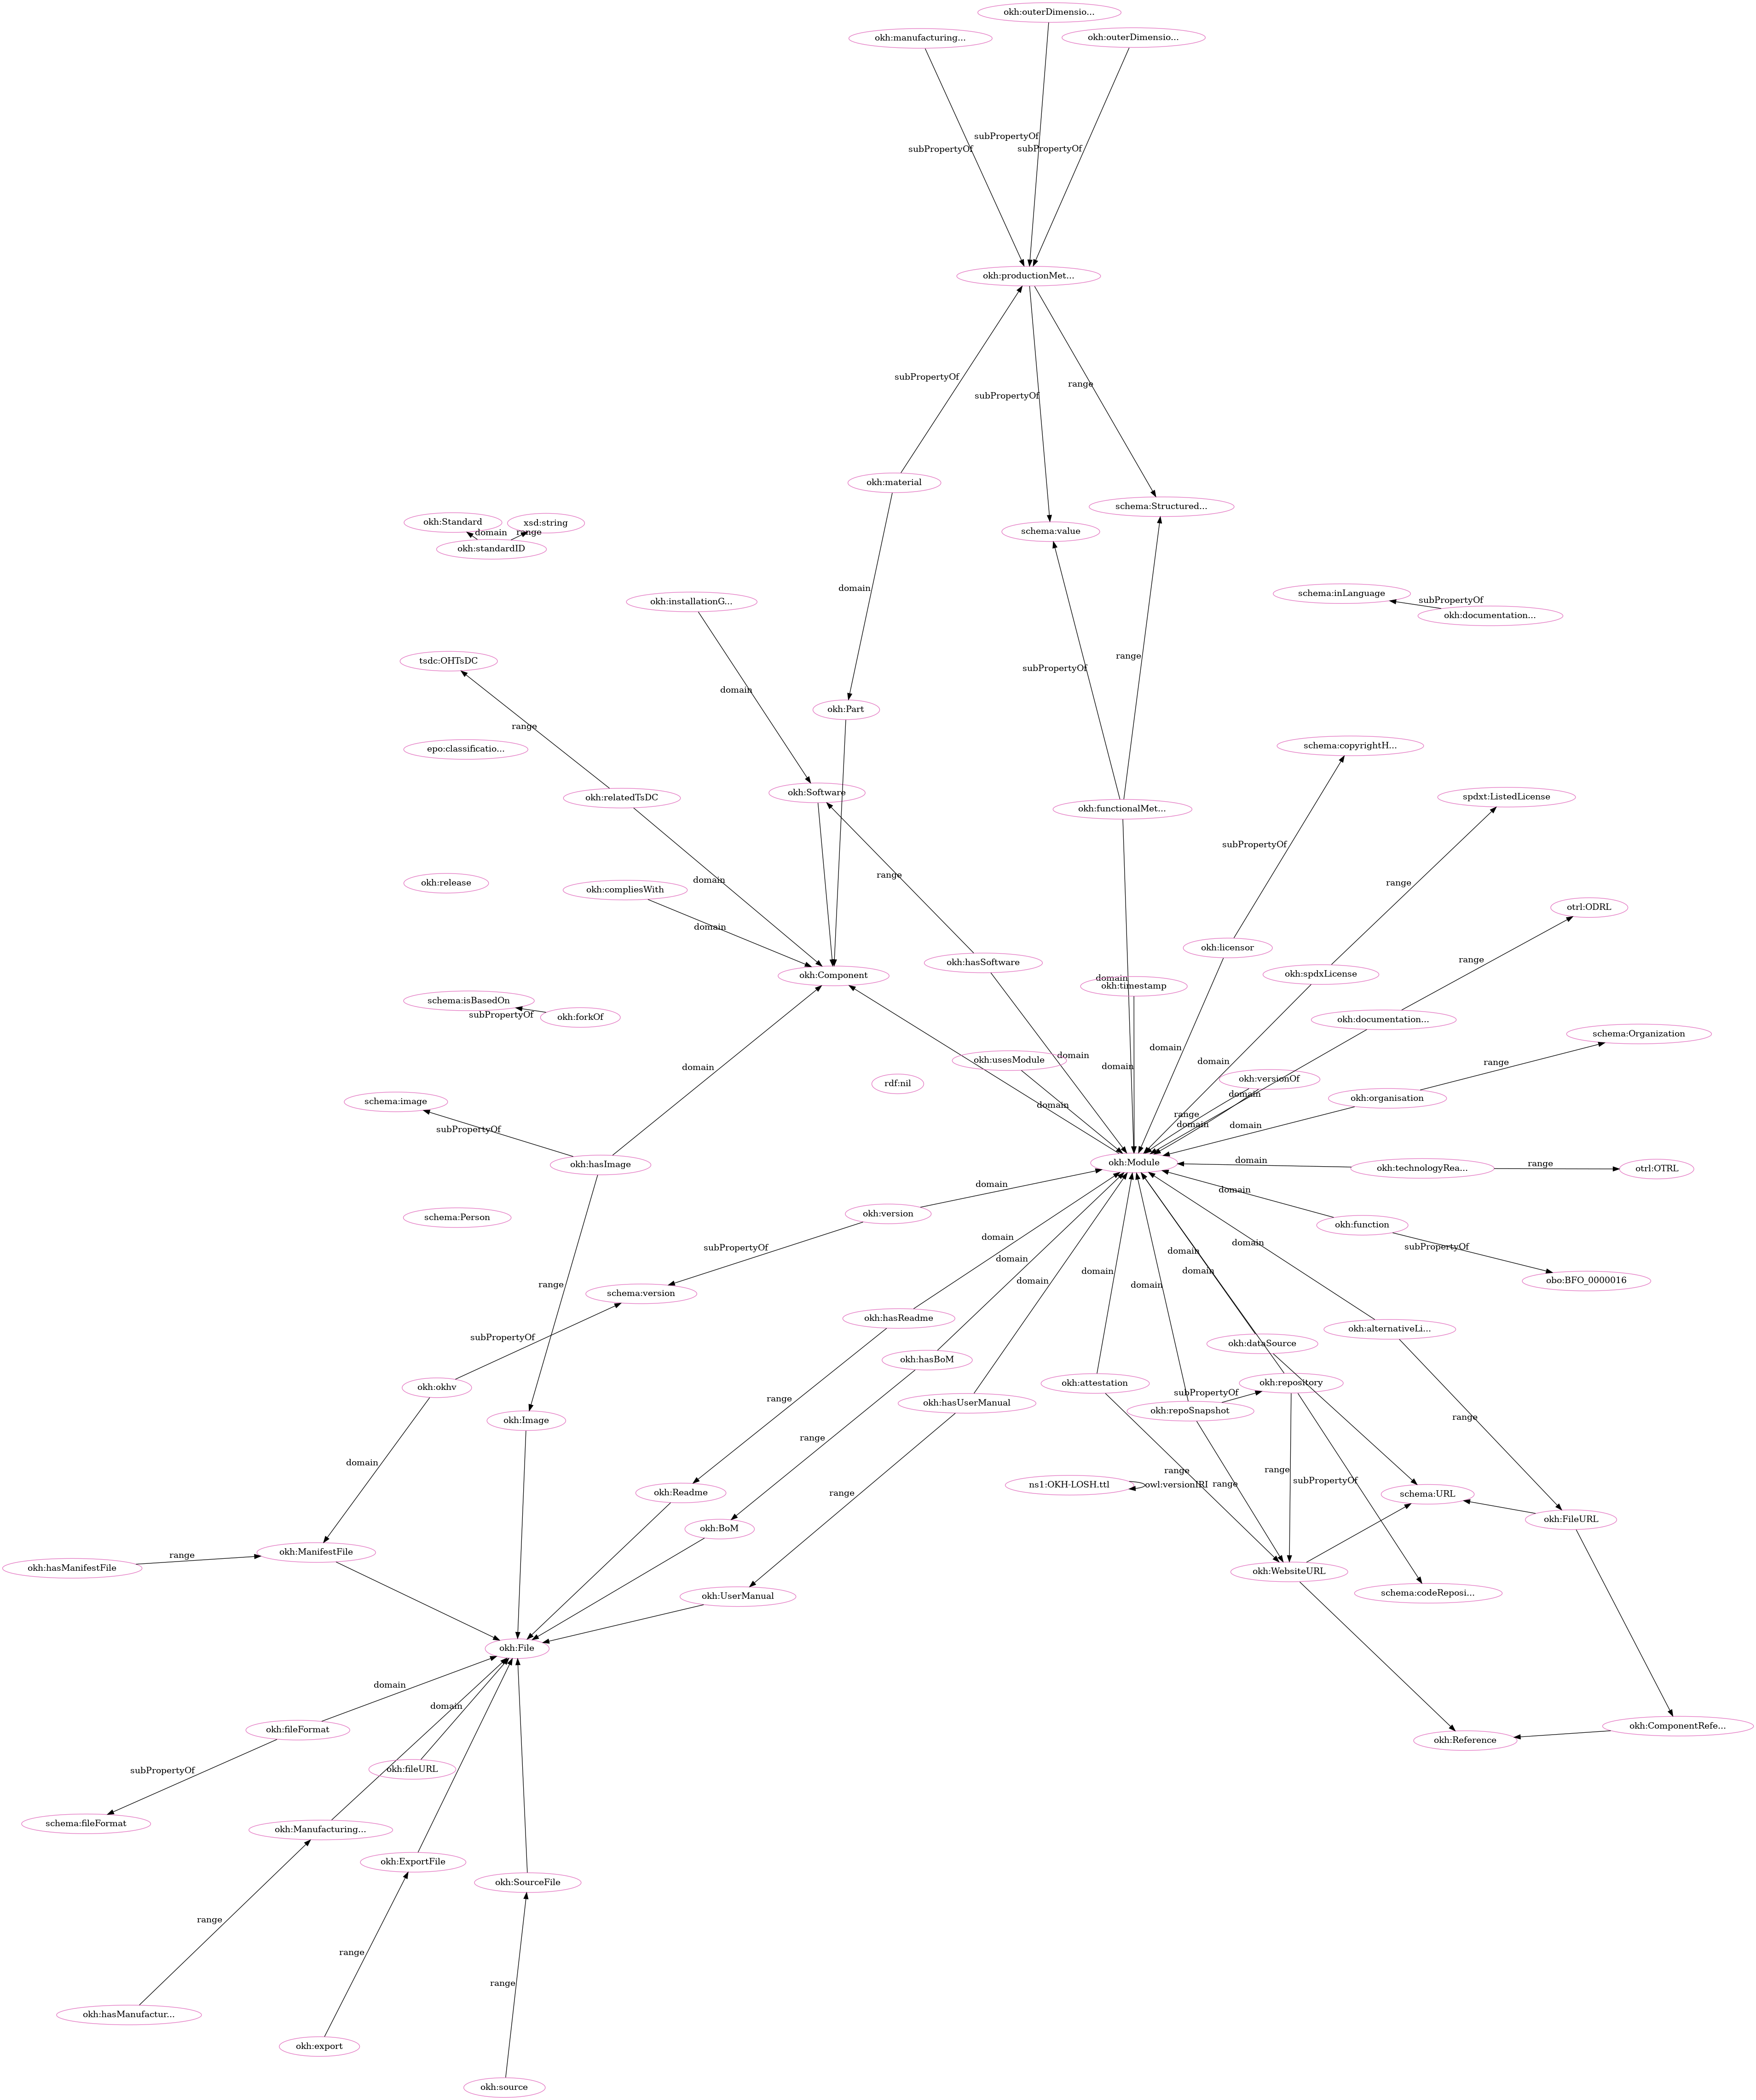 okh:outerDimensio...
okh:manufacturing...
okh:outerDimensio...
subPropertyOf
subPropertyOf
subPropertyOf
okh:productionMet...
subPropertyOf
range
subPropertyOf
okh:material
schema:Structured...
okh:Standard
xsd:string
schema:value
domain
range
okh:standardID
domain
schema:inLanguage
subPropertyOf
okh:installationG...
okh:documentation...
tsdc:OHTsDC
subPropertyOf
range
domain
okh:Part
range
epo:classificatio...
schema:copyrightH...
okh:Software
okh:relatedTsDC
okh:functionalMet...
spdxt:ListedLicense
subPropertyOf
range
domain
range
okh:release
okh:compliesWith
otrl:ODRL
domain
okh:licensor
okh:hasSoftware
range
okh:Component
okh:spdxLicense
domain
okh:timestamp
schema:isBasedOn
subPropertyOf
okh:forkOf
okh:documentation...
schema:Organization
domain
domain
okh:usesModule
domain
domain
domain
range
rdf:nil
okh:versionOf
domain
schema:image
domain
okh:organisation
range
domain
domain
subPropertyOf
okh:hasImage
okh:Module
domain
okh:technologyRea...
range
otrl:OTRL
domain
domain
schema:Person
okh:version
okh:function
subPropertyOf
domain
domain
domain
subPropertyOf
domain
domain
domain
domain
domain
obo:BFO_0000016
range
schema:version
okh:hasReadme
okh:alternativeLi...
subPropertyOf
okh:dataSource
okh:hasBoM
okh:okhv
okh:attestation
okh:repository
subPropertyOf
range
okh:hasUserManual
okh:repoSnapshot
okh:Image
range
range
domain
range
range
range
range
subPropertyOf
ns1:OKH-LOSH.ttl
owl:versionIRI
okh:Readme
schema:URL
okh:BoM
okh:FileURL
range
okh:hasManifestFile
okh:ManifestFile
okh:WebsiteURL
okh:UserManual
schema:codeReposi...
okh:File
domain
domain
okh:fileFormat
okh:ComponentRefe...
okh:Reference
subPropertyOf
okh:fileURL
schema:fileFormat
okh:Manufacturing...
okh:ExportFile
okh:SourceFile
range
range
range
okh:hasManufactur...
okh:export
okh:source